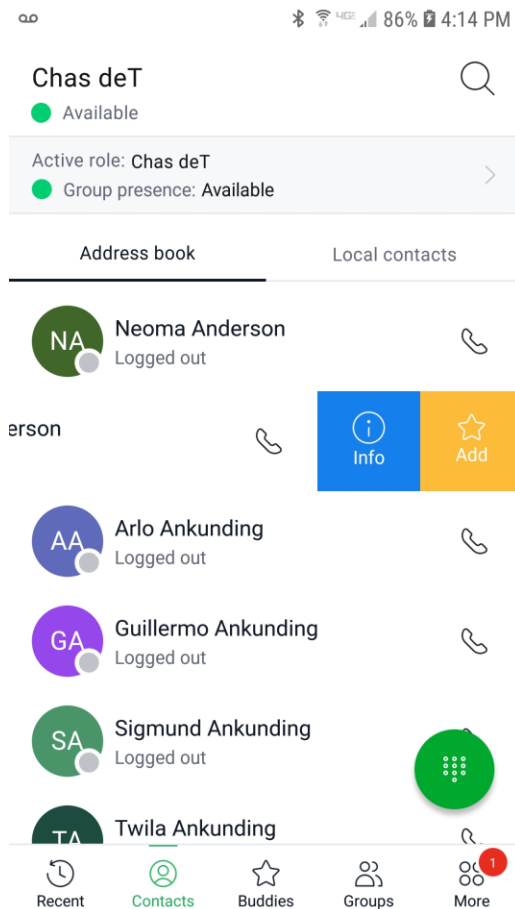 4GE 86% 4:14 PM
Chas deT
Available
Active role: Chas deT
Group presence: Available
Address book Local contacts
NA Neoma Anderson
Logged out
erson
Info Add
AA Arlo Ankunding
Logged out
GA Guillermo Ankunding
Logged out
SA Sigmund Ankunding
Logged out
TA Twila Ankunding
1
Recent Contacts Buddies Groups More